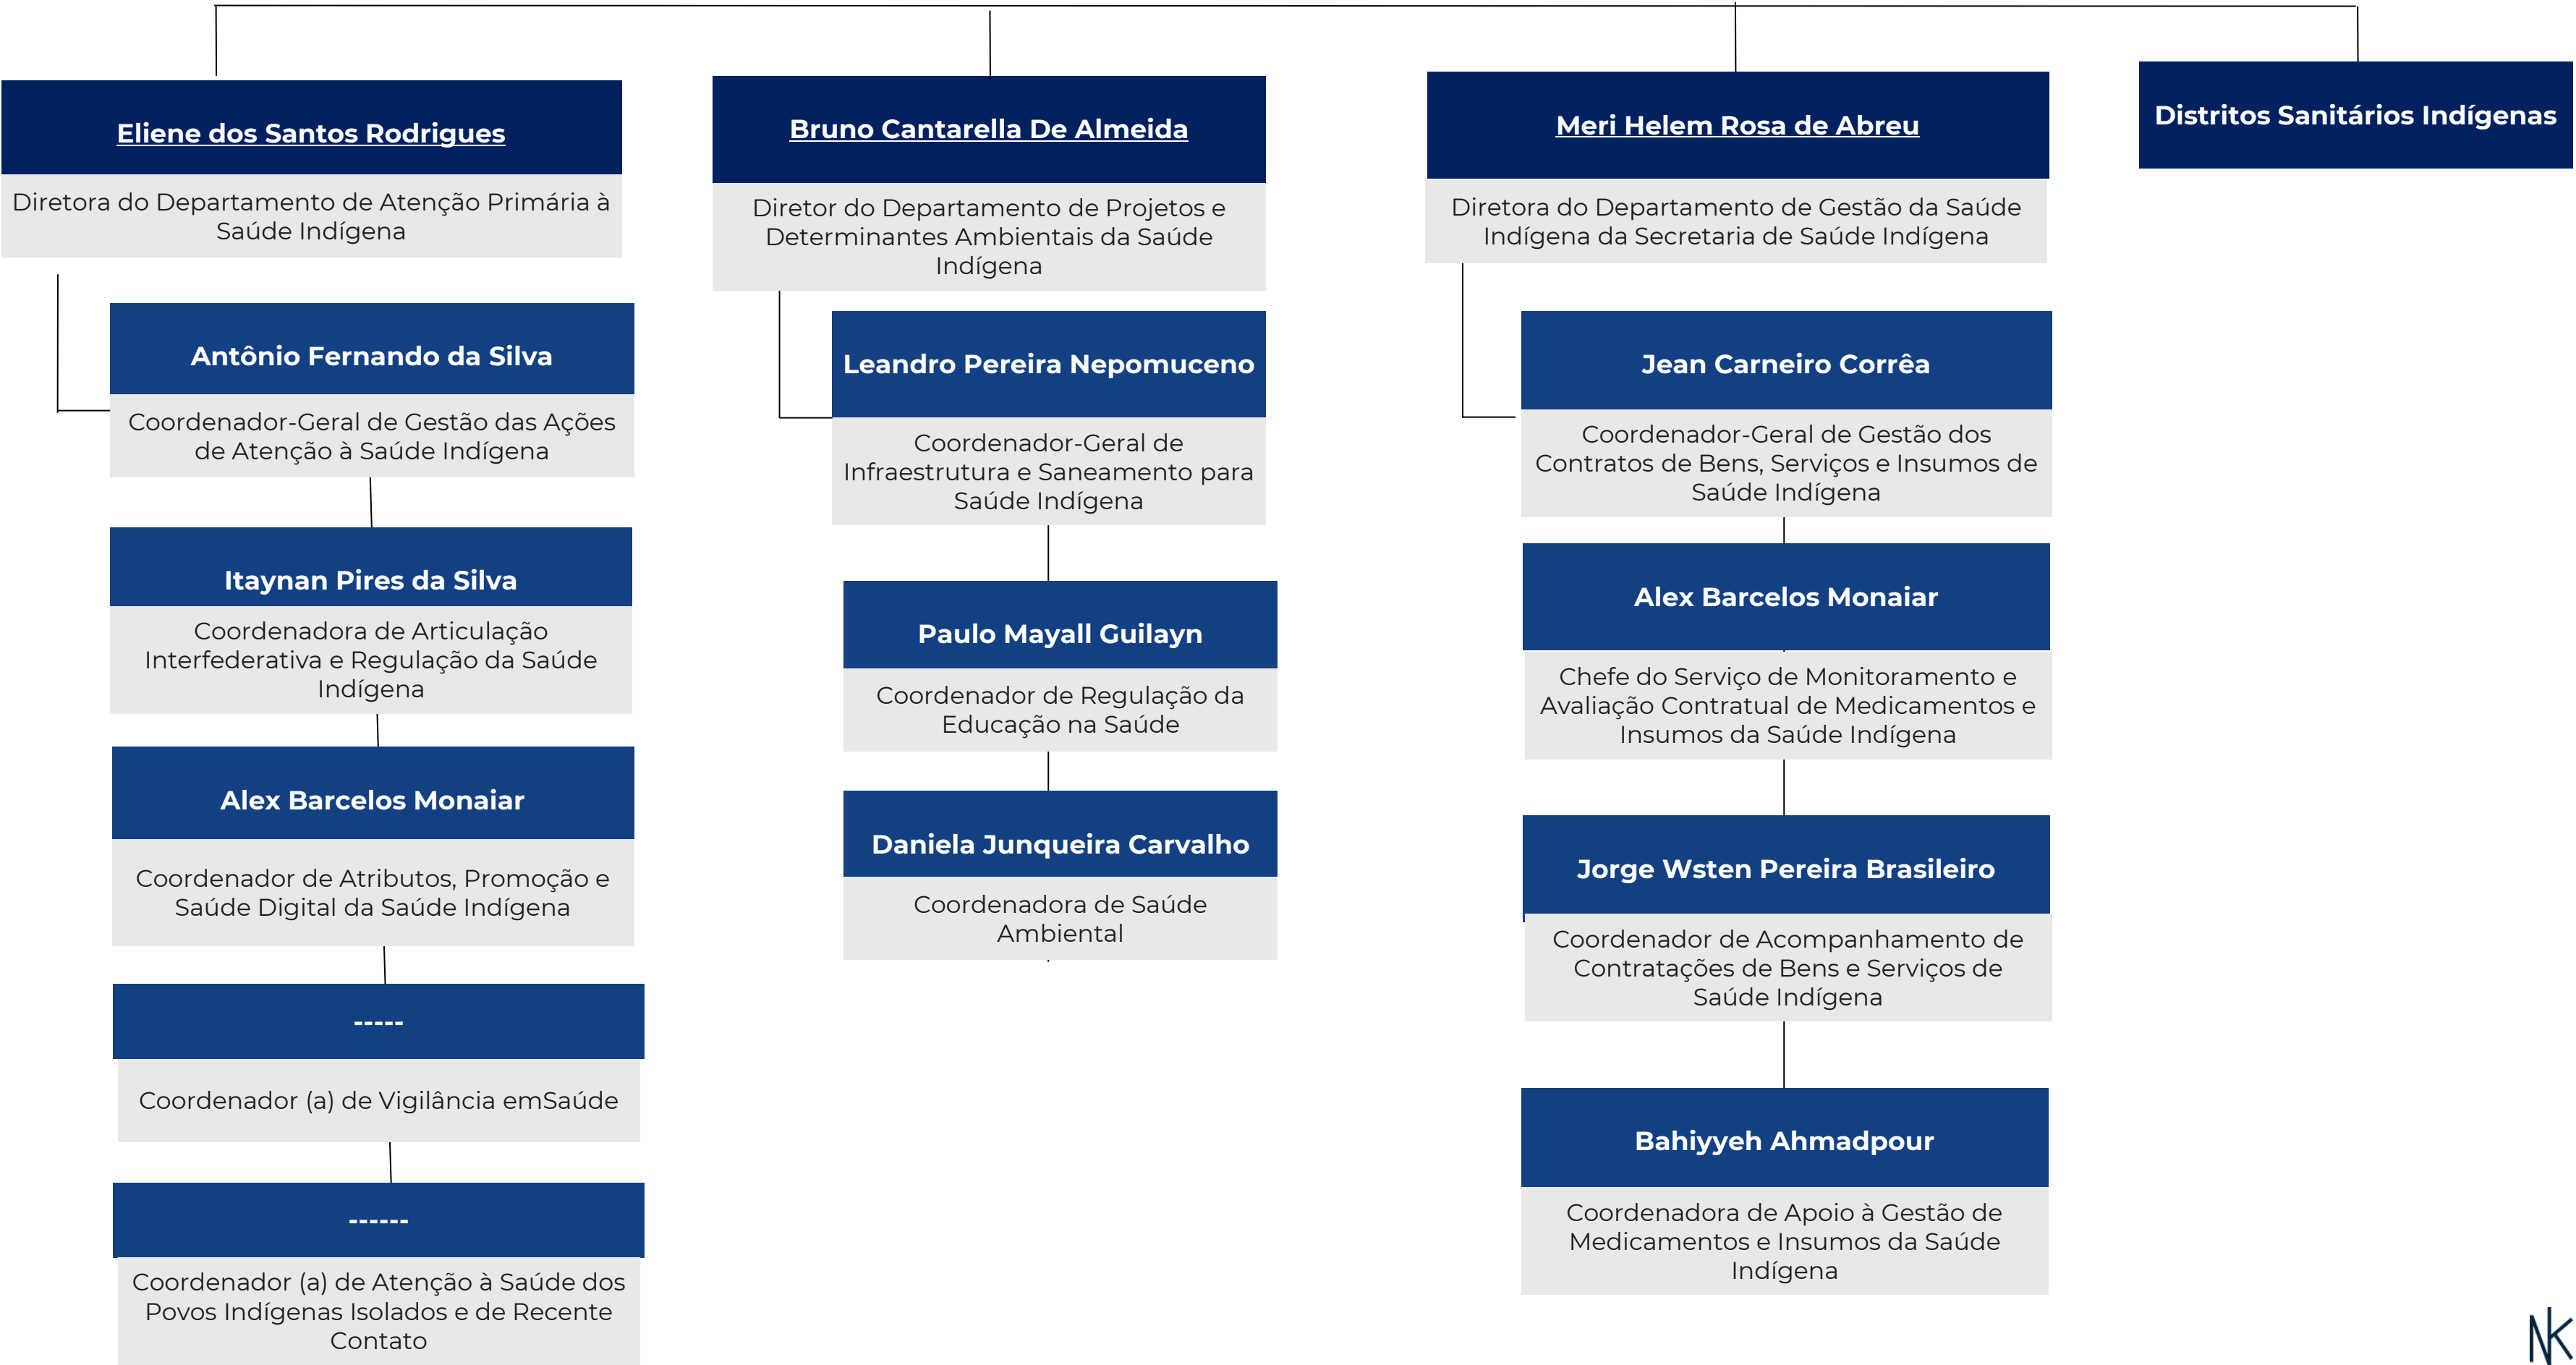 Eliene dos Santos Rodrigues
Diretora do Departamento de Atenção Primária à
Saúde Indígena
Antônio Fernando da Silva
Coordenador-Geral de Gestão das Ações
de Atenção à Saúde Indígena
Itaynan Pires da Silva
Coordenadora de Articulação
Interfederativa e Regulação da Saúde
Indígena
Alex Barcelos Monaiar
Coordenador de Atributos, Promoção e
Saúde Digital da Saúde Indígena
-----
Coordenador (a) de Vigilância emSaúde
------
Coordenador (a) de Atenção à Saúde dos
Povos Indígenas Isolados e de Recente
Contato
Bruno Cantarella De Almeida
Diretor do Departamento de Projetos e
Determinantes Ambientais da Saúde
Indígena
Leandro Pereira Nepomuceno
Coordenador-Geral de
Infraestrutura e Saneamento para
Saúde Indígena
Paulo Mayall Guilayn
Coordenador de Regulação da
Educação na Saúde
Daniela Junqueira Carvalho
Coordenadora de Saúde
Ambiental
Meri Helem Rosa de Abreu
Diretora do Departamento de Gestão da Saúde
Indígena da Secretaria de Saúde Indígena
Jean Carneiro Corrêa
Coordenador-Geral de Gestão dos
Contratos de Bens, Serviços e Insumos de
Saúde Indígena
Alex Barcelos Monaiar
Chefe do Serviço de Monitoramento e
Avaliação Contratual de Medicamentos e
Insumos da Saúde Indígena
Jorge Wsten Pereira Brasileiro
Coordenador de Acompanhamento de
Contratações de Bens e Serviços de
Saúde Indígena
Bahiyyeh Ahmadpour
Coordenadora de Apoio à Gestão de
Medicamentos e Insumos da Saúde
Indígena
Distritos Sanitários Indígenas
NK